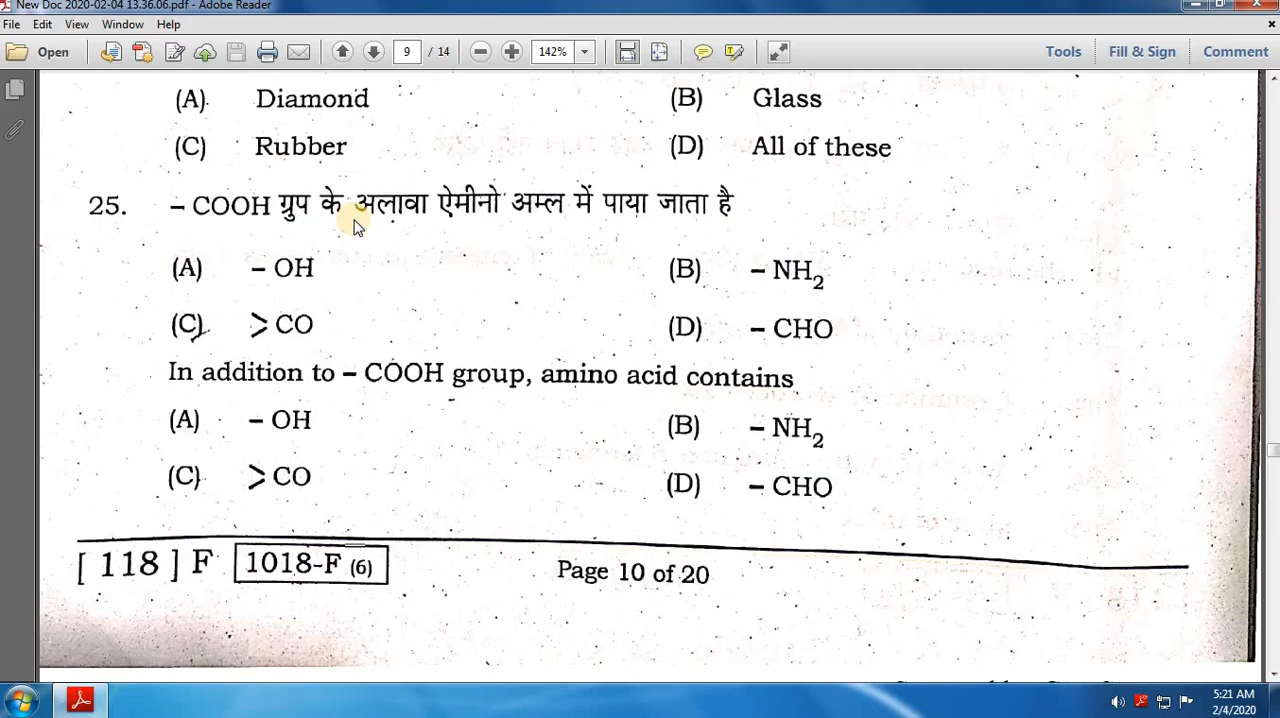 New Doc 2020-02-04 13.36.06.pdf - Adobe Reader
File Edit View Window Help
Open 9 / 14 142% Tools Fill & Sign Comment
(A) Diamond (B) Glass
(C) Rubber (D) All of these
25. – COOH ग्रुप के अलावा ऐमीनो अम्ल में पाया जाता है
(A) – OH (B) – NH₂
(C) > CO (D) – CHO
In addition to – COOH group, amino acid contains
(A) – OH (B) – NH₂
(C) > CO (D) – CHO
[ 118 ] F 1018-F (6) Page 10 of 20
5:21 AM
2/4/2020